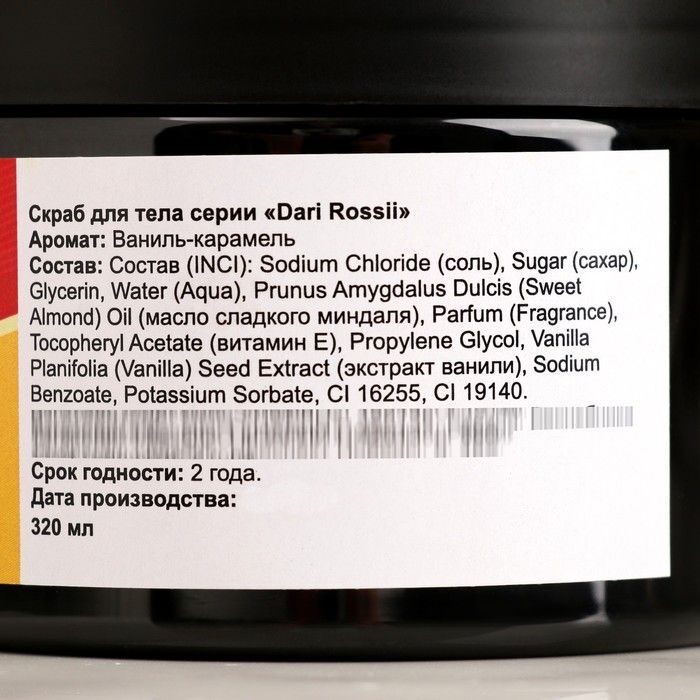 Скраб для тела серии «Dari Rossii»
Аромат: Ваниль-карамель
Состав: Состав (INCI): Sodium Chloride (соль), Sugar (сахар),
Glycerin, Water (Aqua), Prunus Amygdalus Dulcis (Sweet
Almond) Oil (масло сладкого миндаля), Parfum (Fragrance),
Tocopheryl Acetate (витамин Е), Propylene Glycol, Vanilla
Planifolia (Vanilla) Seed Extract (экстракт ванили), Sodium
Benzoate, Potassium Sorbate, CI 16255, CI 19140.
Срок годности: 2 года.
Дата производства:
320 мл